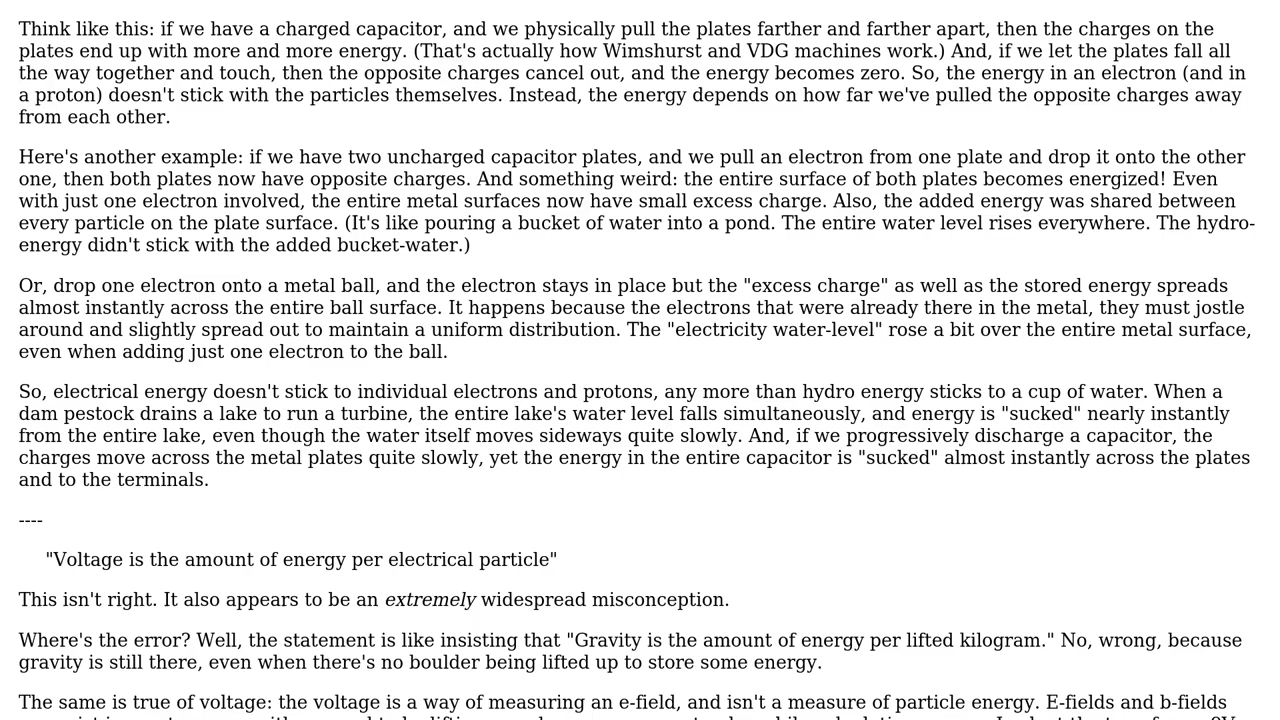 Think like this: if we have a charged capacitor, and we physically pull the plates farther and farther apart, then the charges on the
plates end up with more and more energy. (That's actually how Wimshurst and VDG machines work.) And, if we let the plates fall all
the way together and touch, then the opposite charges cancel out, and the energy becomes zero. So, the energy in an electron (and in
a proton) doesn't stick with the particles themselves. Instead, the energy depends on how far we've pulled the opposite charges away
from each other.
Here's another example: if we have two uncharged capacitor plates, and we pull an electron from one plate and drop it onto the other
one, then both plates now have opposite charges. And something weird: the entire surface of both plates becomes energized! Even
with just one electron involved, the entire metal surfaces now have small excess charge. Also, the added energy was shared between
every particle on the plate surface. (It's like pouring a bucket of water into a pond. The entire water level rises everywhere. The hydro-
energy didn't stick with the added bucket-water.)
Or, drop one electron onto a metal ball, and the electron stays in place but the "excess charge" as well as the stored energy spreads
almost instantly across the entire ball surface. It happens because the electrons that were already there in the metal, they must jostle
around and slightly spread out to maintain a uniform distribution. The "electricity water-level" rose a bit over the entire metal surface,
even when adding just one electron to the ball.
So, electrical energy doesn't stick to individual electrons and protons, any more than hydro energy sticks to a cup of water. When a
dam pestock drains a lake to run a turbine, the entire lake's water level falls simultaneously, and energy is "sucked" nearly instantly
from the entire lake, even though the water itself moves sideways quite slowly. And, if we progressively discharge a capacitor, the
charges move across the metal plates quite slowly, yet the energy in the entire capacitor is "sucked" almost instantly across the plates
and to the terminals.
----
"Voltage is the amount of energy per electrical particle"
This isn't right. It also appears to be an extremely widespread misconception.
Where's the error? Well, the statement is like insisting that "Gravity is the amount of energy per lifted kilogram." No, wrong, because
gravity is still there, even when there's no boulder being lifted up to store some energy.
The same is true of voltage: the voltage is a way of measuring an e-field, and isn't a measure of particle energy. E-fields and b-fields